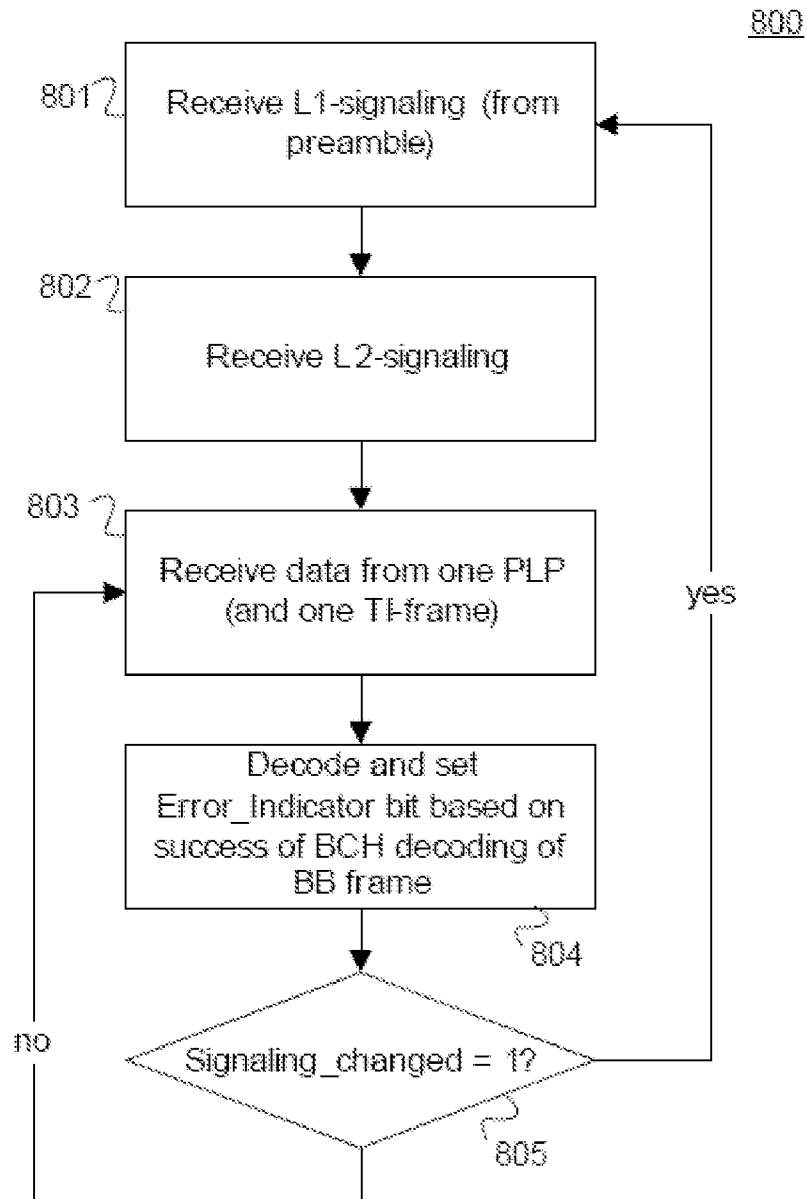 800
801
Receive L1-signaling (from
preamble)
802
Receive L2-signaling
803
Receive data from one PLP
(and one TI-frame)
yes
Decode and set
Error_Indicator bit based on
success of BCH decoding of
BB frame
804
no
Signaling_changed = 1?
805